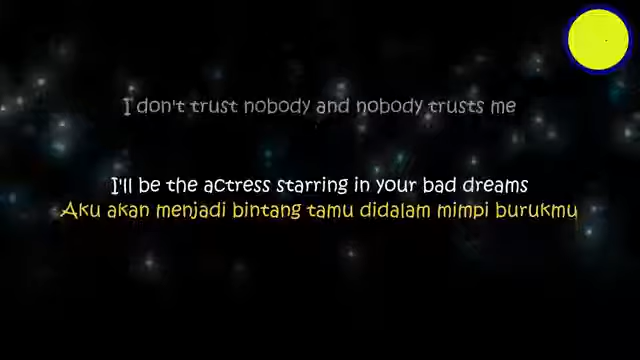 I don't trust nobody and nobody trusts me
I'll be the actress starring in your bad dreams
Aku akan menjadi bintang tamu didalam mimpi burukmu